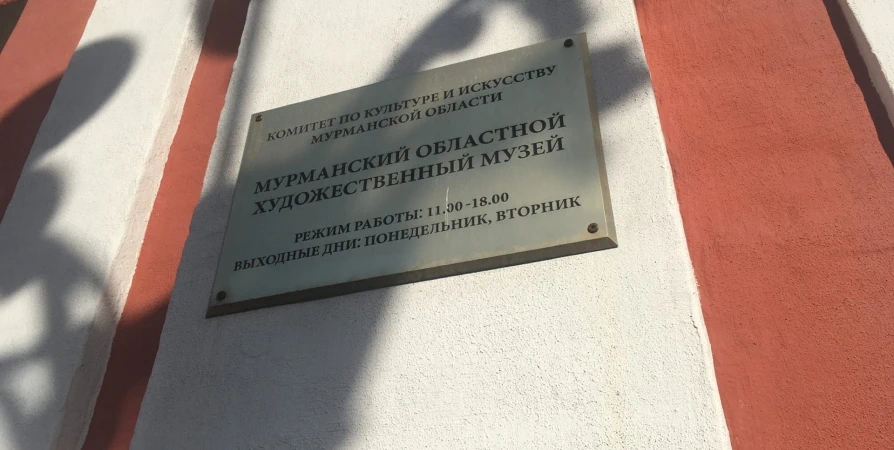 КОМИТЕТ ПО КУЛЬТУРЕ И ИСКУССТВУ
МУРМАНСКОЙ ОБЛАСТИ
МУРМАНСКИЙ ОБЛАСТНОЙ
ХУДОЖЕСТВЕННЫЙ МУЗЕЙ
РЕЖИМ РАБОТЫ: 11.00-18.00
ВЫХОДНЫЕ ДНИ: ПОНЕДЕЛЬНИК, ВТОРНИК